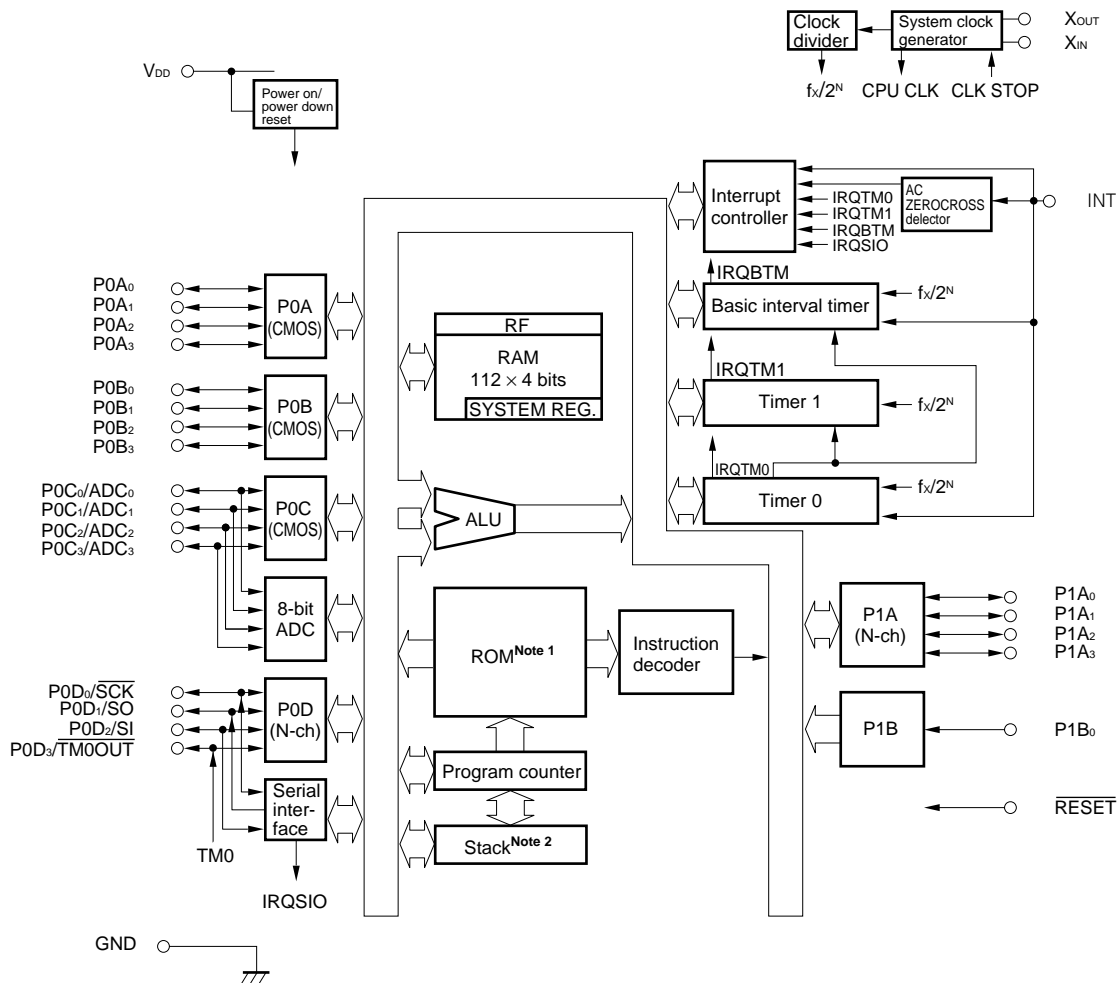 Clock
divider
System clock
generator
XOUT
XIN
fX/2N
CPU CLK
CLK STOP
VDD
Power on/
power down
reset
Interrupt
controller
IRQTM0
IRQTM1
IRQBTM
IRQSIO
AC
ZEROCROSS
delector
INT
IRQBTM
Basic interval timer
fX/2N
IRQTM1
Timer 1
fX/2N
IRQTM0
Timer 0
fX/2N
P0A0
P0A1
P0A2
P0A3
P0A
(CMOS)
P0B0
P0B1
P0B2
P0B3
P0B
(CMOS)
P0C0/ADC0
P0C1/ADC1
P0C2/ADC2
P0C3/ADC3
P0C
(CMOS)
8-bit
ADC
P0D0/SCK
P0D1/SO
P0D2/SI
P0D3/TM0OUT
P0D
(N-ch)
Serial
inter-
face
TM0
IRQSIO
GND
RF
RAM
112 × 4 bits
SYSTEM REG.
ALU
ROM Note 1
Instruction
decoder
Program counter
Stack Note 2
P1A
(N-ch)
P1A0
P1A1
P1A2
P1A3
P1B
P1B0
RESET